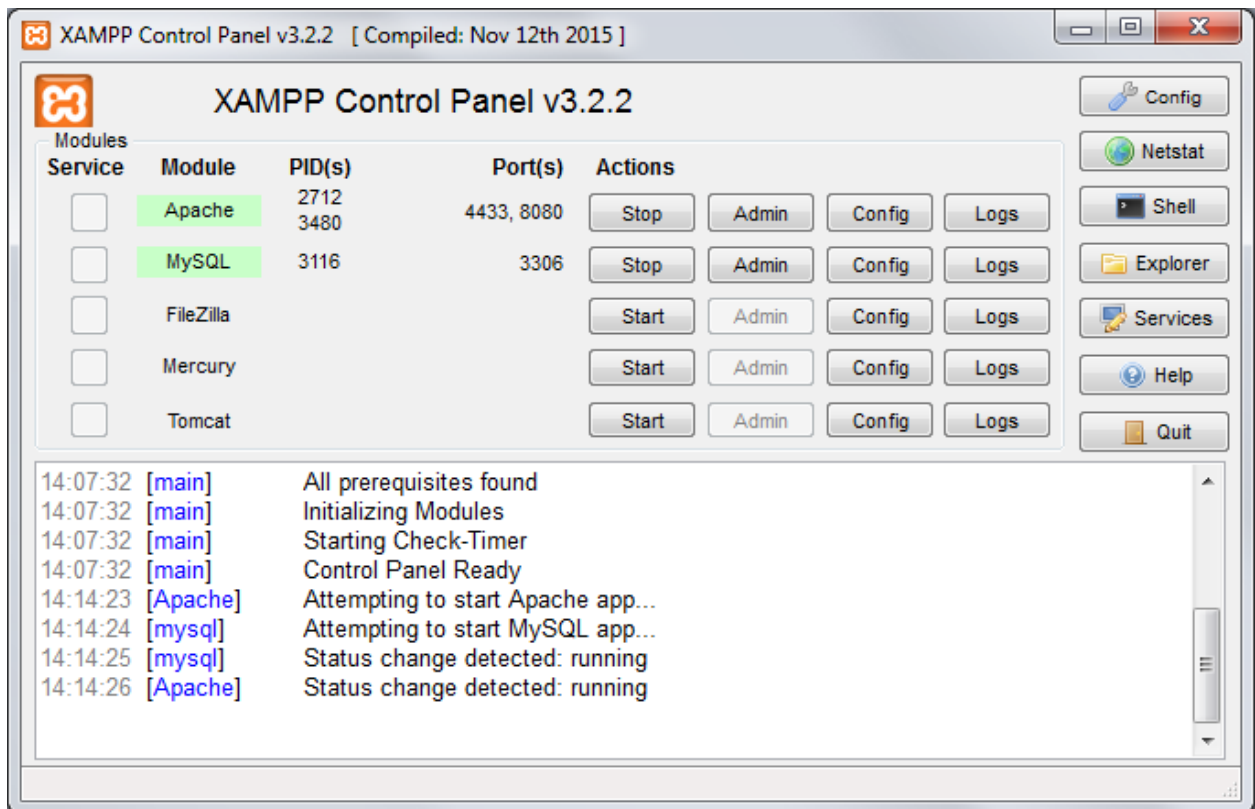 XAMPP Control Panel v3.2.2 [ Compiled: Nov 12th 2015 ]
XAMPP Control Panel v3.2.2
Config
Modules
Netstat
Service Module PID(s) Port(s) Actions
Apache 2712 3480 4433, 8080 Stop Admin Config Logs
Shell
MySQL 3116 3306 Stop Admin Config Logs
Explorer
FileZilla Start Admin Config Logs
Services
Mercury Start Admin Config Logs
Help
Tomcat Start Admin Config Logs
Quit
14:07:32 [main] All prerequisites found
14:07:32 [main] Initializing Modules
14:07:32 [main] Starting Check-Timer
14:07:32 [main] Control Panel Ready
14:14:23 [Apache] Attempting to start Apache app...
14:14:24 [mysql] Attempting to start MySQL app...
14:14:25 [mysql] Status change detected: running
14:14:26 [Apache] Status change detected: running